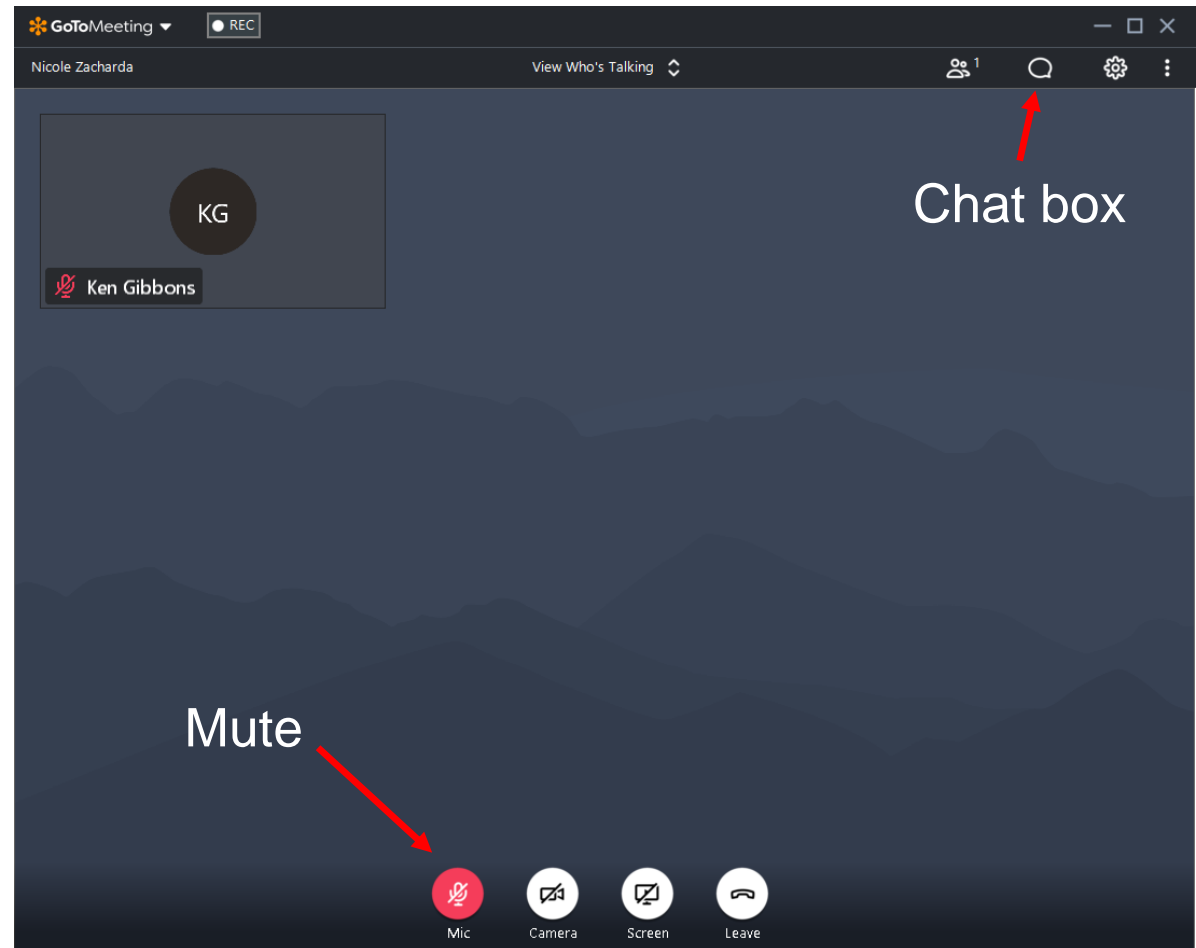 GoToMeeting REC
Nicole Zacharda View Who's Talking 1
Chat box
KG
Ken Gibbons
Mute
Mic Camera Screen Leave